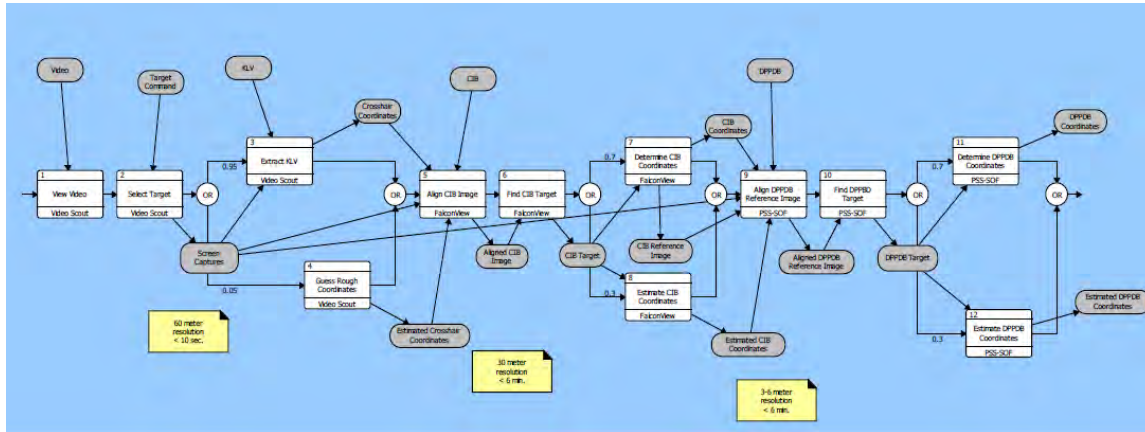 Video
Target
Command
KLV
CIB
DPPDB
Crosshair
Coordinates
CIB
Coordinates
DPPDB
Coordinates
1
View Video
Video Scout
2
Select Target
Video Scout
OR
0.95
3
Extract KLV
Video Scout
OR
5
Align CIB Image
FalconView
6
Find CIB Target
FalconView
OR
0.7
7
Determine CIB
Coordinates
FalconView
OR
9
Align DPPDB
Reference Image
PSS-SOF
10
Find DPPBD
Target
PSS-SOF
OR
0.7
11
Determine DPPDB
Coordinates
PSS-SOF
OR
Screen
Captures
Aligned CIB
Image
CIB Target
CIB Reference
Image
Aligned DPPDB
Reference Image
DPPDB Target
0.05
4
Guess Rough
Coordinates
Video Scout
0.3
8
Estimate CIB
Coordinates
FalconView
Estimated DPPDB
Coordinates
0.3
12
Estimate DPPDB
Coordinates
PSS-SOF
Estimated Crosshair
Coordinates
Estimated CIB
Coordinates
60 meter
resolution
< 10 sec.
30 meter
resolution
< 6 min.
3-6 meter
resolution
< 6 min.